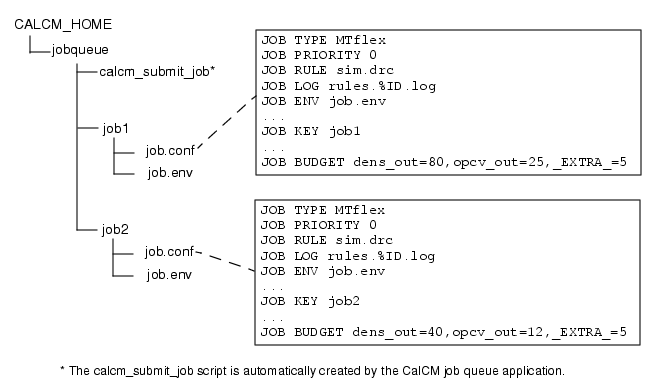 CALCM_HOME
jobqueue
calcm_submit_job*
job1
job.conf
job.env
job2
job.conf
job.env
JOB TYPE MTflex
JOB PRIORITY 0
JOB RULE sim.drc
JOB LOG rules.%ID.log
JOB ENV job.env
...
JOB KEY job1
...
JOB BUDGET dens_out=80,opcv_out=25,_EXTRA_=5
JOB TYPE MTflex
JOB PRIORITY 0
JOB RULE sim.drc
JOB LOG rules.%ID.log
JOB ENV job.env
...
JOB KEY job2
...
JOB BUDGET dens_out=40,opcv_out=12,_EXTRA_=5
* The calcm_submit_job script is automatically created by the CalCM job queue application.